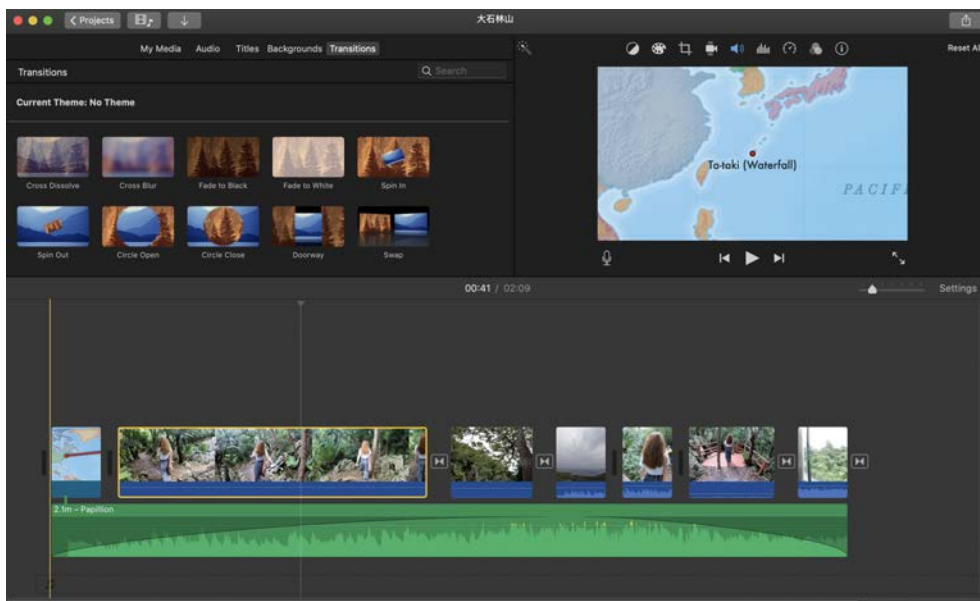 Projects
大石林山
My Media Audio Titles Backgrounds Transitions
Reset Al
Transitions
Search
Current Theme: No Theme
Cross Dissolve Cross Blur Fade to Black Fade to White Spin In
Spin Out Circle Open Circle Close Doorway Swap
To-taki (Waterfall)
PACIFI
00:41 / 02:09
Settings
2.1m – Papillion